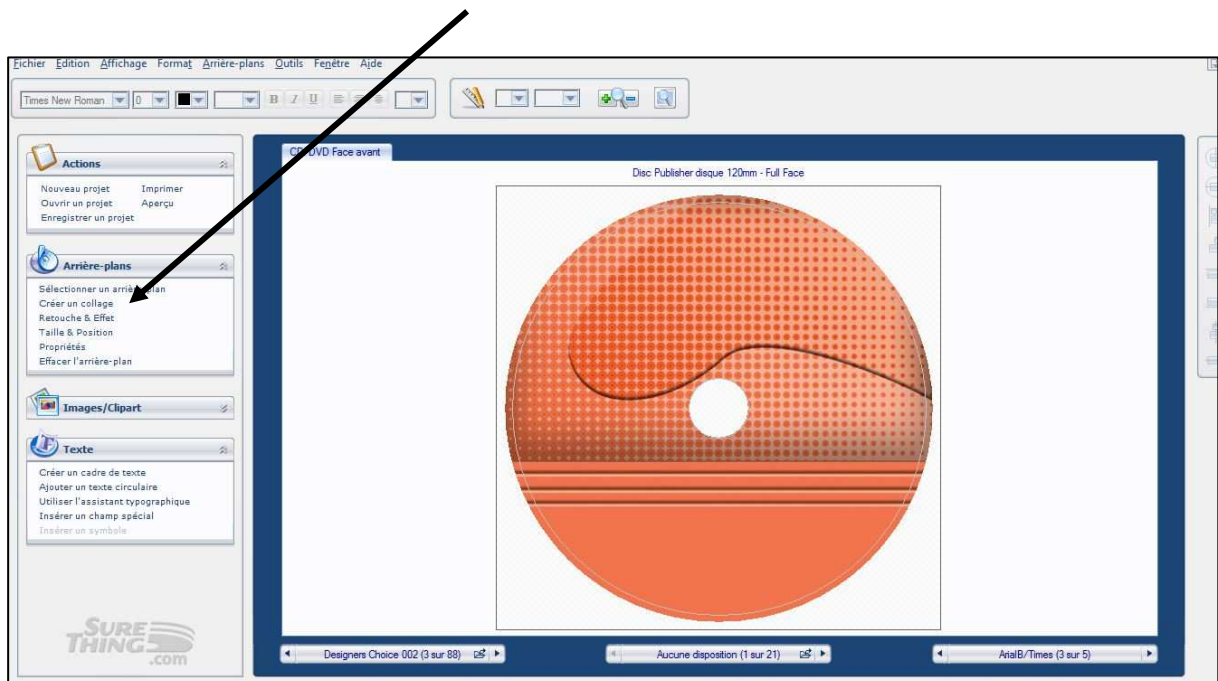 Fichier Edition Affichage Format Arrière-plans Outils Fenêtre Aide
Times New Roman 0 B I U
Actions
Nouveau projet Imprimer
Ouvrir un projet Aperçu
Enregistrer un projet
Arrière-plans
Sélectionner un arrière-plan
Créer un collage
Retouche & Effet
Taille & Position
Propriétés
Effacer l'arrière-plan
Images/Clipart
Texte
Créer un cadre de texte
Ajouter un texte circulaire
Utiliser l'assistant typographique
Insérer un champ spécial
Insérer un symbole
SURE
THING
.com
CD/DVD Face avant
Disc Publisher disque 120mm - Full Face
Designers Choice 002 (3 sur 88)
Aucune disposition (1 sur 21)
ArialB/Times (3 sur 5)